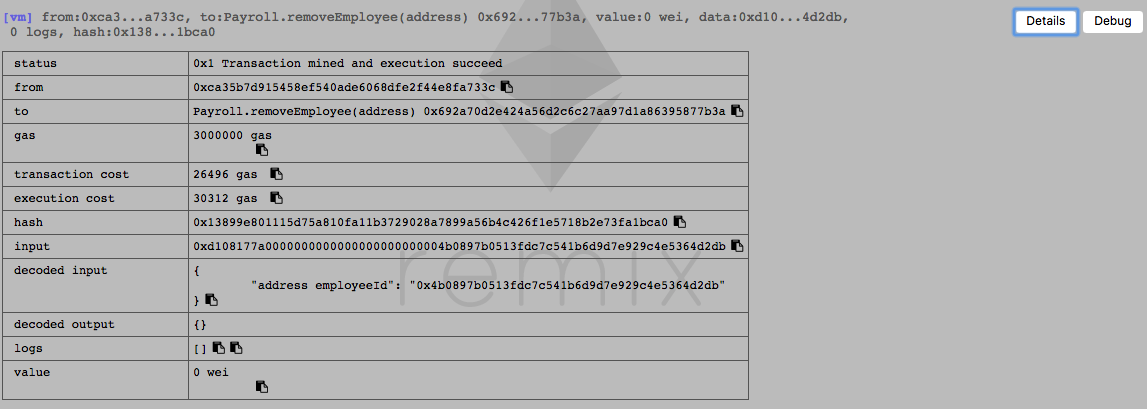 [vm] from:0xca3...a733c, to:Payroll.removeEmployee(address) 0x692...77b3a, value:0 wei, data:0xd10...4d2db,
0 logs, hash:0x138...1bca0
Details
Debug
status 0x1 Transaction mined and execution succeed
from 0xca35b7d915458ef540ade6068dfe2f44e8fa733c
to Payroll.removeEmployee(address) 0x692a70d2e424a56d2c6c27aa97d1a86395877b3a
gas 3000000 gas
transaction cost 26496 gas
execution cost 30312 gas
hash 0x13899e801115d75a810fa11b3729028a7899a56b4c426f1e5718b2e73fa1bca0
input 0xd108177a0000000000000000000000004b0897b0513fdc7c541b6d9d7e929c4e5364d2db
decoded input {
"address employeeId": "0x4b0897b0513fdc7c541b6d9d7e929c4e5364d2db"
}
decoded output {}
logs []
value 0 wei
remix